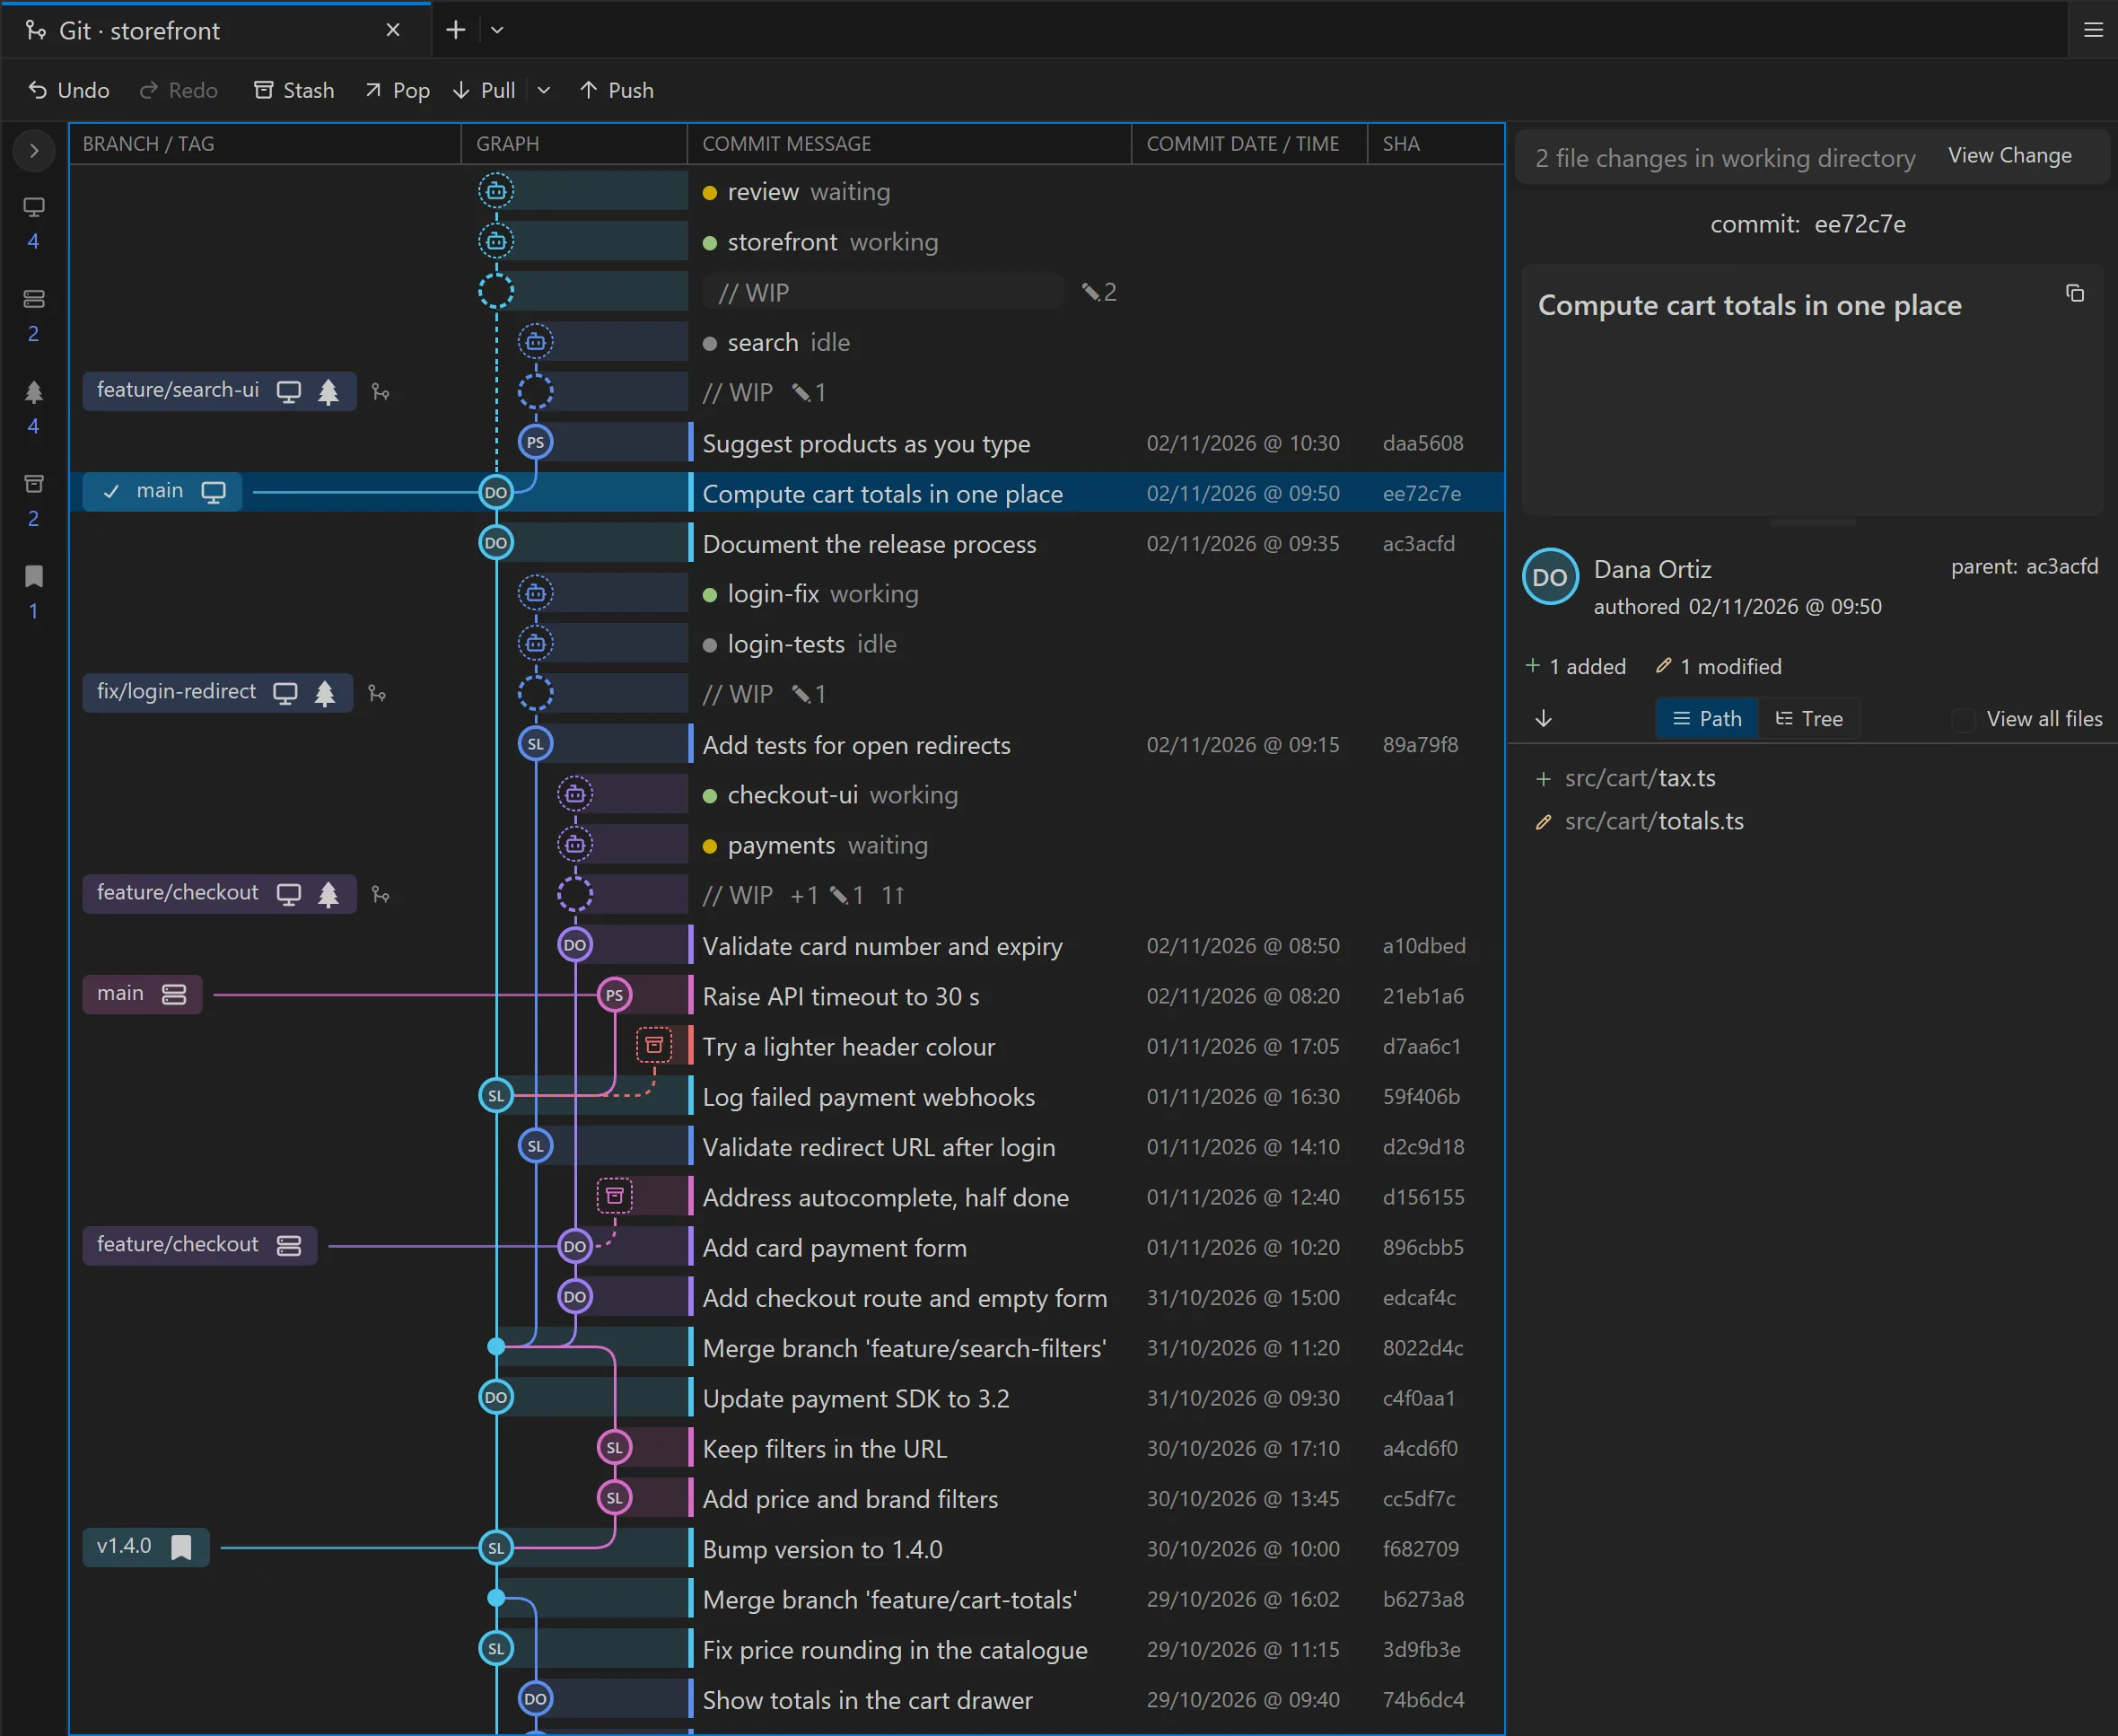 Git · storefront
Undo Redo Stash Pop Pull Push
BRANCH / TAG GRAPH COMMIT MESSAGE COMMIT DATE / TIME SHA
4
2
4
2
1
review waiting
storefront working
// WIP 2
search idle
feature/search-ui // WIP 1
PS Suggest products as you type 02/11/2026 @ 10:30 daa5608
main DO Compute cart totals in one place 02/11/2026 @ 09:50 ee72c7e
DO Document the release process 02/11/2026 @ 09:35 ac3acfd
login-fix working
login-tests idle
fix/login-redirect // WIP 1
SL Add tests for open redirects 02/11/2026 @ 09:15 89a79f8
checkout-ui working
payments waiting
feature/checkout // WIP +1 1 1↑
DO Validate card number and expiry 02/11/2026 @ 08:50 a10dbed
main PS Raise API timeout to 30 s 02/11/2026 @ 08:20 21eb1a6
Try a lighter header colour 01/11/2026 @ 17:05 d7aa6c1
SL Log failed payment webhooks 01/11/2026 @ 16:30 59f406b
SL Validate redirect URL after login 01/11/2026 @ 14:10 d2c9d18
Address autocomplete, half done 01/11/2026 @ 12:40 d156155
feature/checkout DO Add card payment form 01/11/2026 @ 10:20 896cbb5
DO Add checkout route and empty form 31/10/2026 @ 15:00 edcaf4c
Merge branch 'feature/search-filters' 31/10/2026 @ 11:20 8022d4c
DO Update payment SDK to 3.2 31/10/2026 @ 09:30 c4f0aa1
SL Keep filters in the URL 30/10/2026 @ 17:10 a4cd6f0
SL Add price and brand filters 30/10/2026 @ 13:45 cc5df7c
v1.4.0 SL Bump version to 1.4.0 30/10/2026 @ 10:00 f682709
Merge branch 'feature/cart-totals' 29/10/2026 @ 16:02 b6273a8
SL Fix price rounding in the catalogue 29/10/2026 @ 11:15 3d9fb3e
DO Show totals in the cart drawer 29/10/2026 @ 09:40 74b6dc4
2 file changes in working directory View Change
commit: ee72c7e
Compute cart totals in one place
DO Dana Ortiz parent: ac3acfd
authored 02/11/2026 @ 09:50
+ 1 added 1 modified
Path Tree View all files
+ src/cart/tax.ts
src/cart/totals.ts